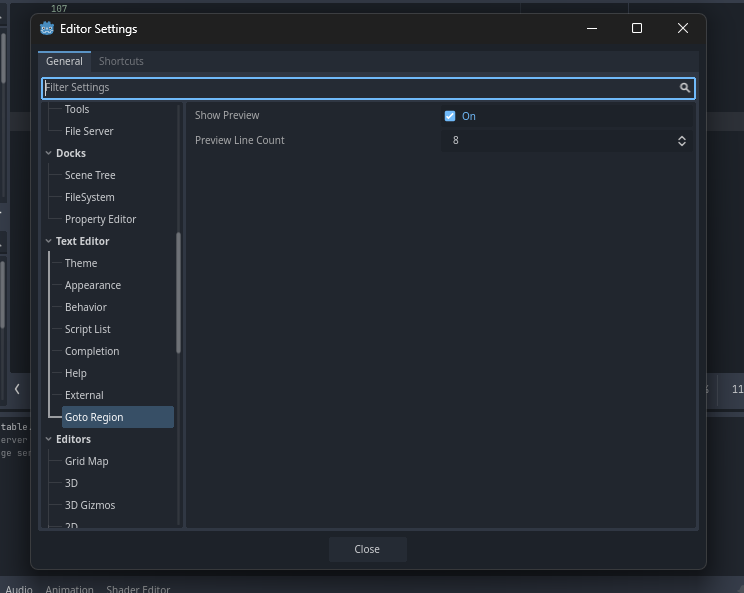 107
Editor Settings
General Shortcuts
Filter Settings
Tools
File Server
Docks
Scene Tree
FileSystem
Property Editor
Text Editor
Theme
Appearance
Behavior
Script List
Completion
Help
External
Goto Region
Editors
Grid Map
3D
3D Gizmos
2D
Show Preview On
Preview Line Count 8
Close
11
table.
erver
ge ser
Audio Animation Shader Editor